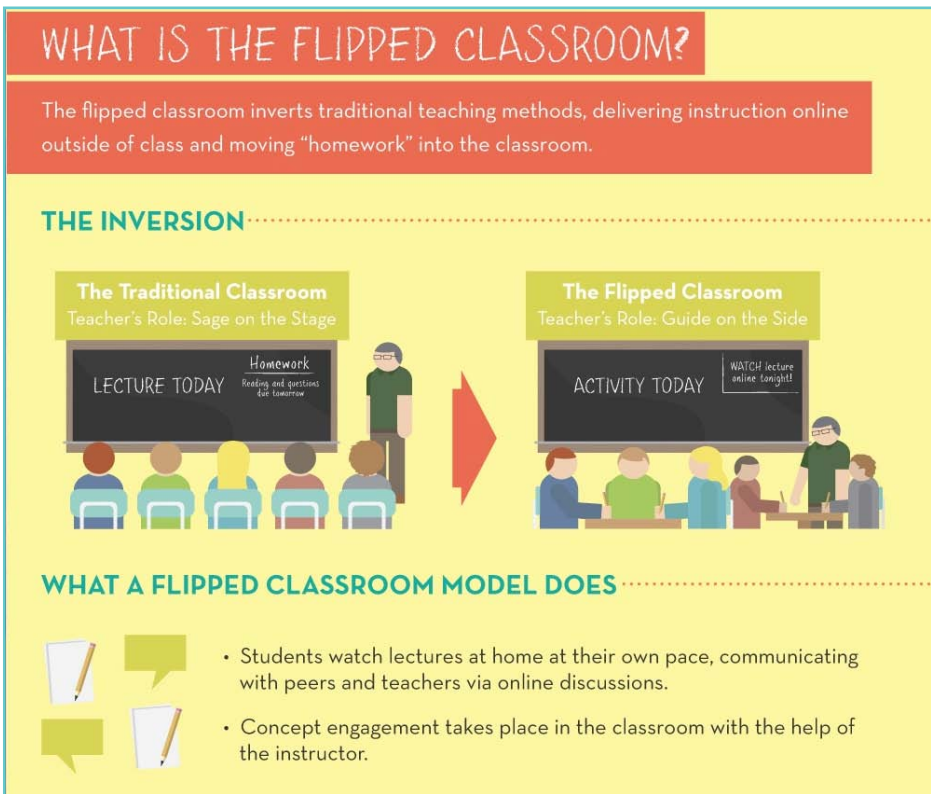 WHAT IS THE FLIPPED CLASSROOM?
The flipped classroom inverts traditional teaching methods, delivering instruction online
outside of class and moving “homework” into the classroom.
THE INVERSION
The Traditional Classroom
Teacher’s Role: Sage on the Stage
LECTURE TODAY
Homework
Reading and questions
due tomorrow
The Flipped Classroom
Teacher’s Role: Guide on the Side
ACTIVITY TODAY
WATCH lecture
online tonight!
WHAT A FLIPPED CLASSROOM MODEL DOES
• Students watch lectures at home at their own pace, communicating
with peers and teachers via online discussions.
• Concept engagement takes place in the classroom with the help of
the instructor.